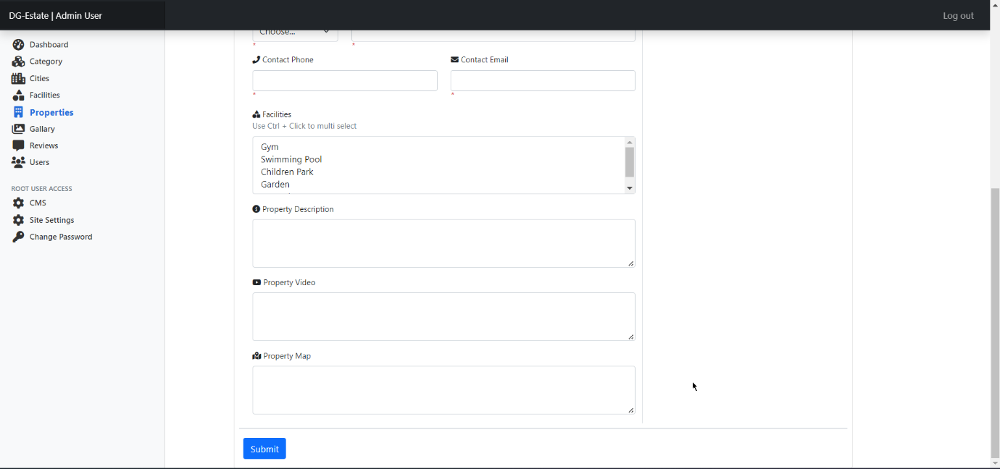 DG-Estate | Admin User
Log out
Dashboard
Category
Cities
Facilities
Properties
Gallary
Reviews
Users
ROOT USER ACCESS
CMS
Site Settings
Change Password
Choose...
* *
Contact Phone Contact Email
* *
Facilities
Use Ctrl + Click to multi select
Gym
Swimming Pool
Children Park
Garden
Property Description
Property Video
Property Map
Submit